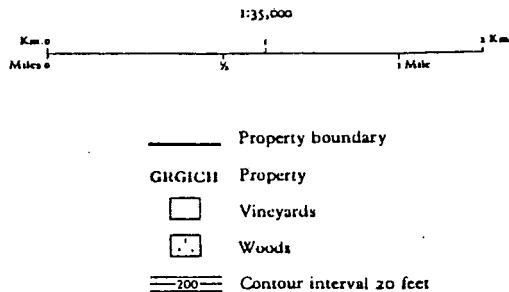 1:35,000
Km. 0 1 2 Km
Miles 0 ½ 1 Mile
Property boundary
GRGICH Property
Vineyards
Woods
200 Contour interval 20 feet